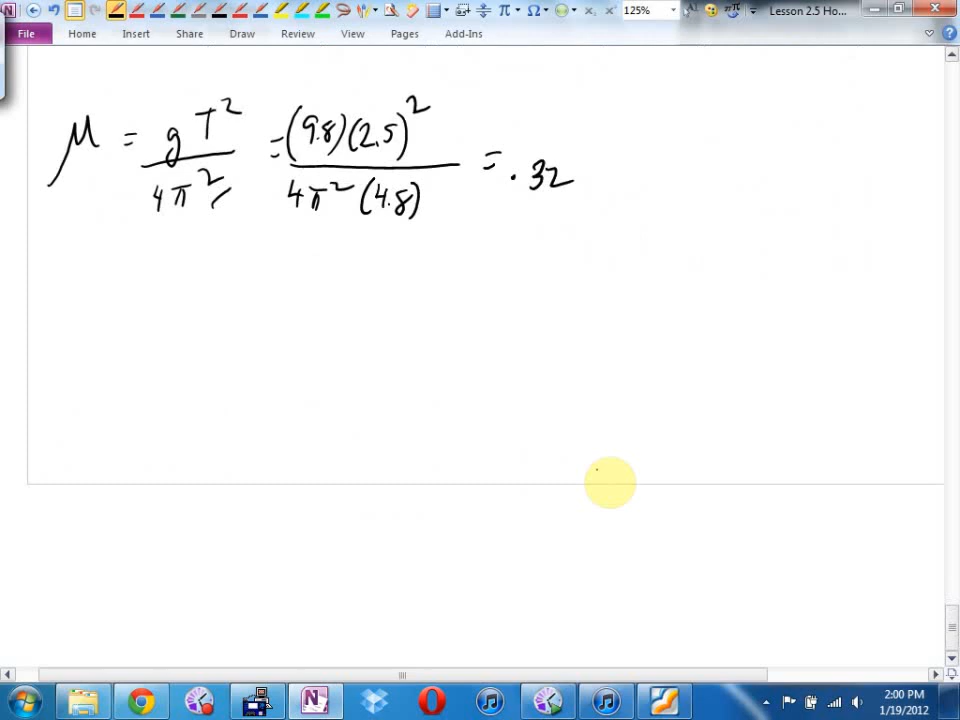 125%
Lesson 2.5 Ho...
File Home Insert Share Draw Review View Pages Add-Ins
μ = gT² / 4π²r = (9.8)(2.5)² / 4π²(4.8) = .32
2:00 PM
1/19/2012